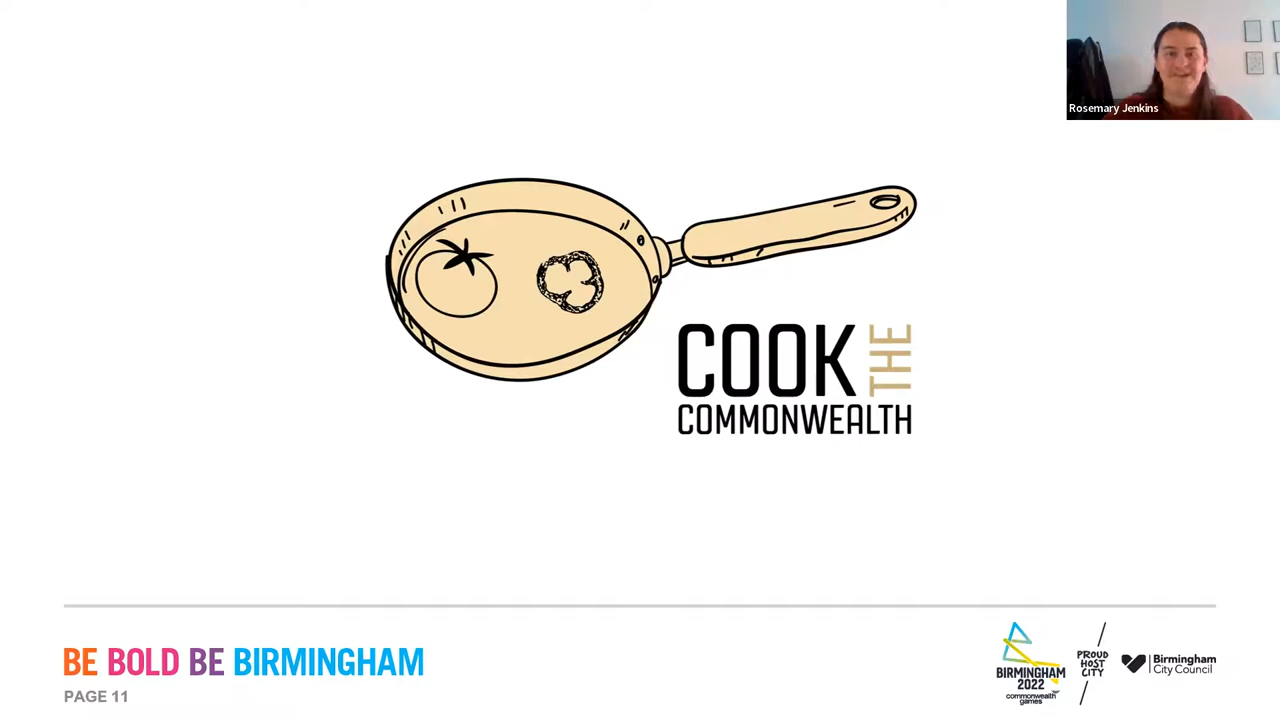 Rosemary Jenkins
COOK THE
COMMONWEALTH
BE BOLD BE BIRMINGHAM
PAGE 11
BIRMINGHAM
2022
commonwealth
games
PROUD
HOST
CITY
Birmingham
City Council